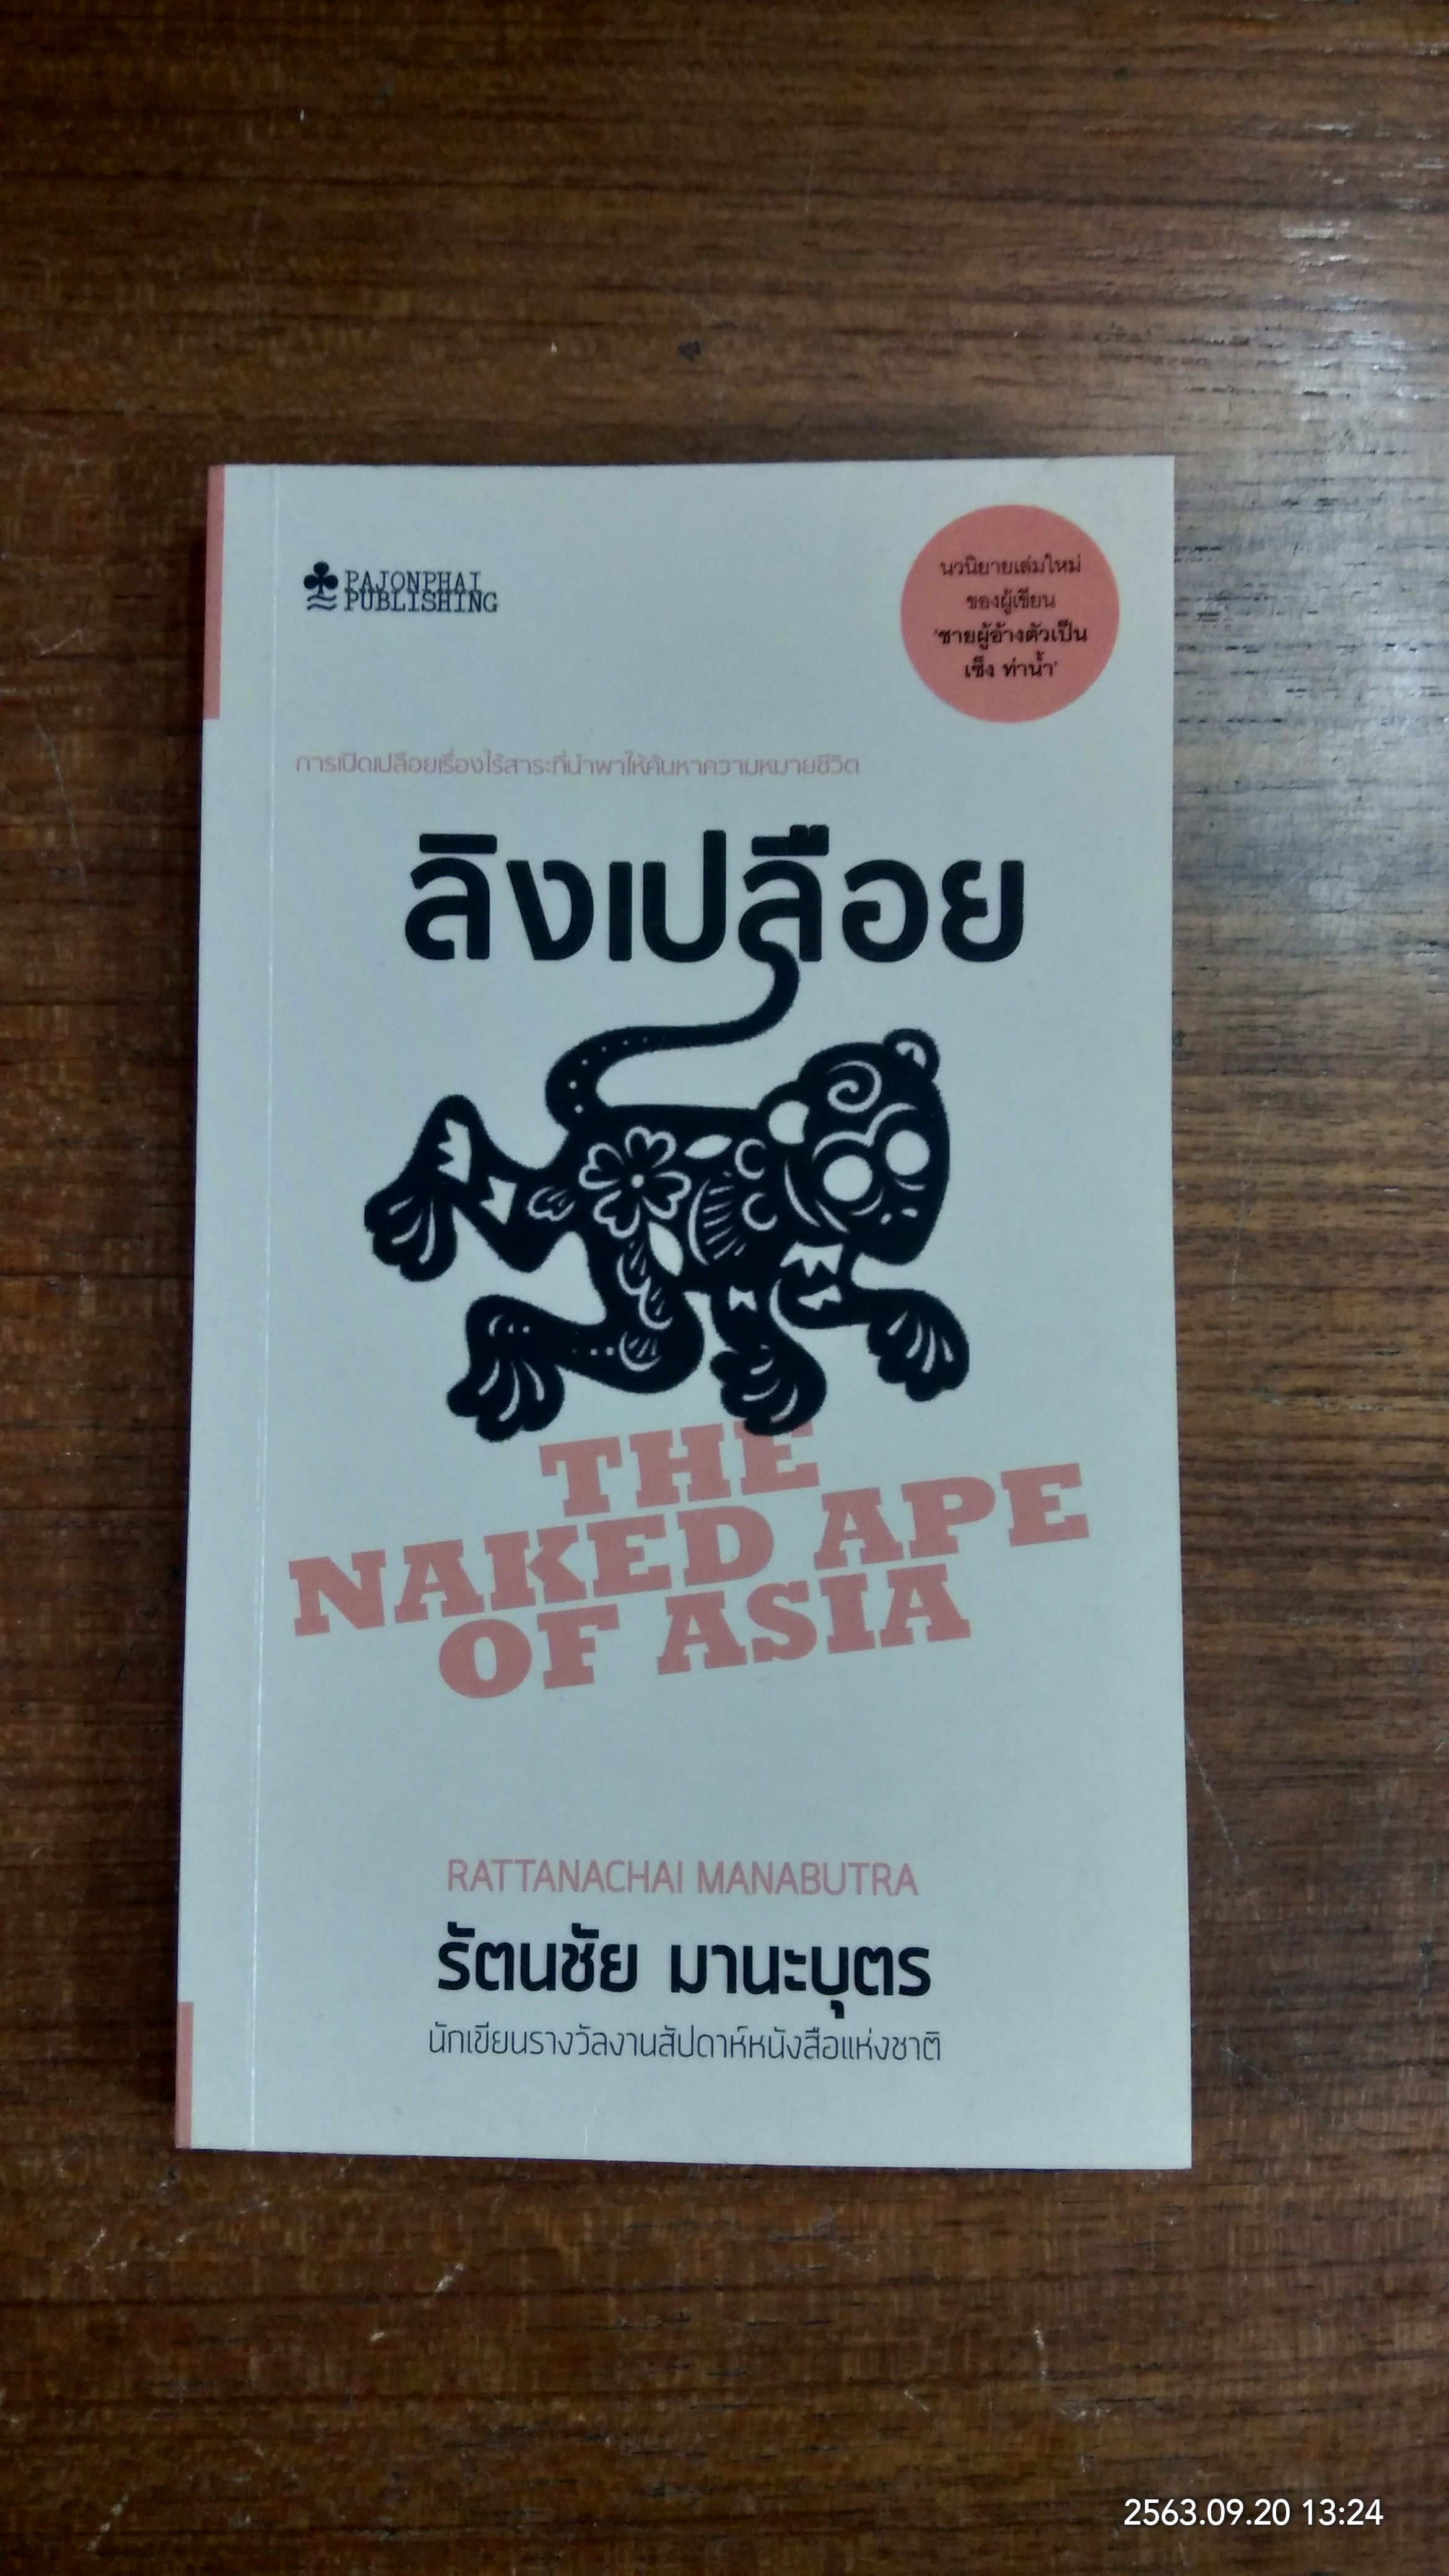 PAJONPHAI
PUBLISHING
นวนิยายเล่มใหม่
ของผู้เขียน
'ชายผู้อ้างตัวเป็น
เซ็ง ท่าน้ำ'
การเปิดเปลือยเรื่องไร้สาระที่นำพาให้ค้นหาความหมายชีวิต
ลิงเปลือย
THE
NAKED APE
OF ASIA
RATTANACHAI MANABUTRA
รัตนชัย มานะบุตร
นักเขียนรางวัลงานสัปดาห์หนังสือแห่งชาติ
2563.09.20 13:24